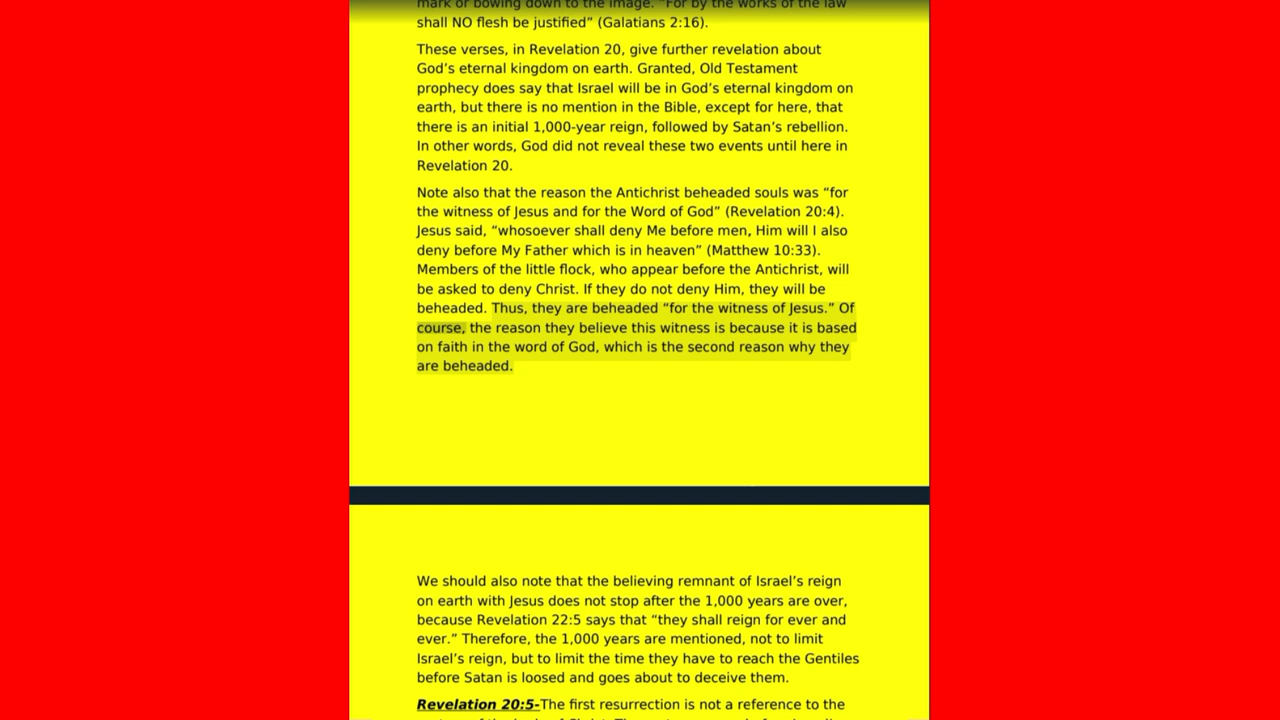 mark or bowing down to the image. “For by the works of the law
shall NO flesh be justified” (Galatians 2:16).
These verses, in Revelation 20, give further revelation about
God’s eternal kingdom on earth. Granted, Old Testament
prophecy does say that Israel will be in God’s eternal kingdom on
earth, but there is no mention in the Bible, except for here, that
there is an initial 1,000-year reign, followed by Satan’s rebellion.
In other words, God did not reveal these two events until here in
Revelation 20.
Note also that the reason the Antichrist beheaded souls was “for
the witness of Jesus and for the Word of God” (Revelation 20:4).
Jesus said, “whosoever shall deny Me before men, Him will I also
deny before My Father which is in heaven” (Matthew 10:33).
Members of the little flock, who appear before the Antichrist, will
be asked to deny Christ. If they do not deny Him, they will be
beheaded. Thus, they are beheaded “for the witness of Jesus.” Of
course, the reason they believe this witness is because it is based
on faith in the word of God, which is the second reason why they
are beheaded.
We should also note that the believing remnant of Israel’s reign
on earth with Jesus does not stop after the 1,000 years are over,
because Revelation 22:5 says that “they shall reign for ever and
ever.” Therefore, the 1,000 years are mentioned, not to limit
Israel’s reign, but to limit the time they have to reach the Gentiles
before Satan is loosed and goes about to deceive them.
Revelation 20:5-The first resurrection is not a reference to the